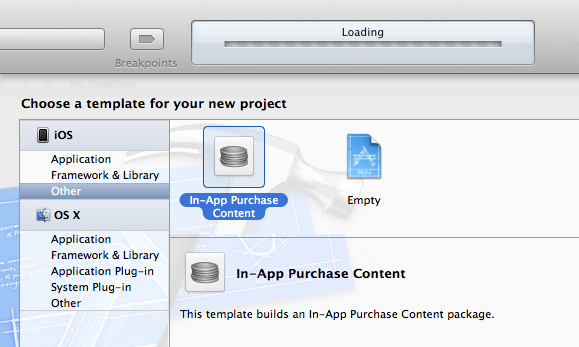 Loading
Breakpoints
Choose a template for your new project
iOS
Application
Framework & Library
Other
OS X
Application
Framework & Library
Application Plug-in
System Plug-in
Other
In-App Purchase
Content
Empty
In-App Purchase Content
This template builds an In-App Purchase Content package.